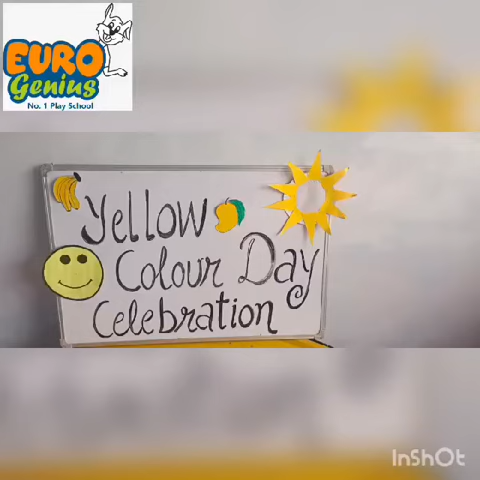 EURO
Genius
No. 1 Play School
Yellow
Colour Day
Celebration
InShOt